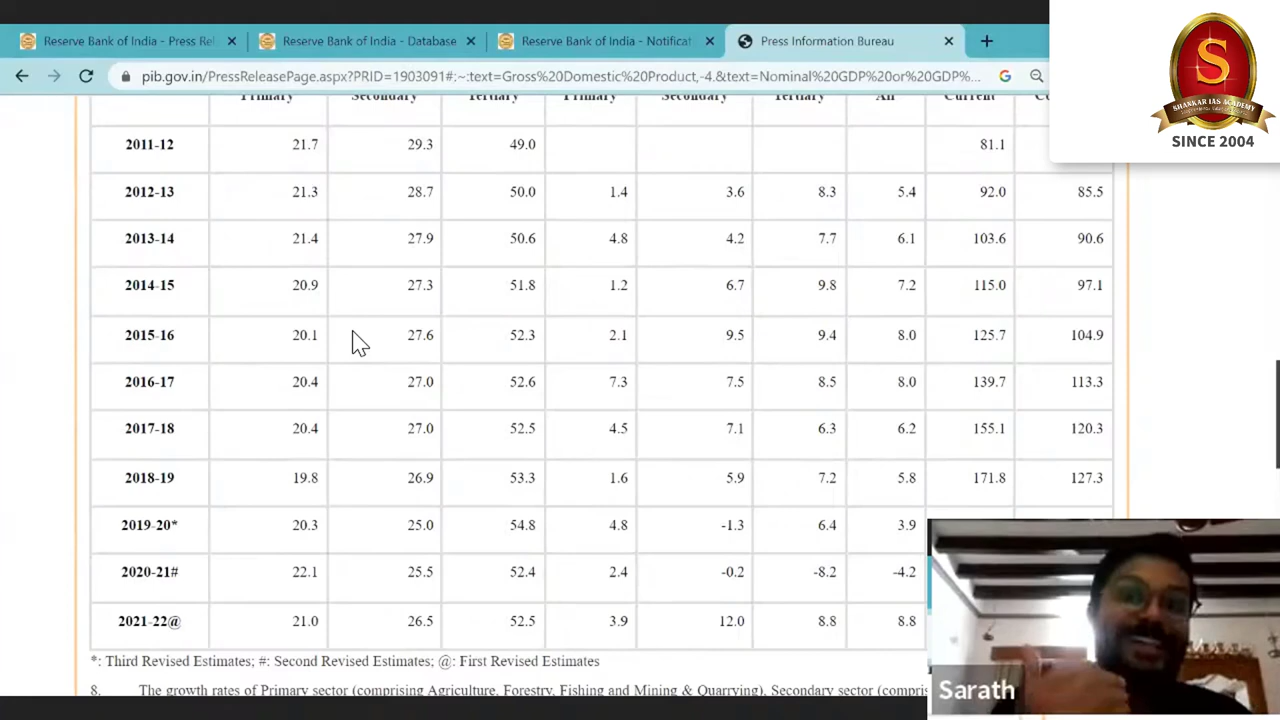 Reserve Bank of India - Press Rel
Reserve Bank of India - Database
Reserve Bank of India - Notificat
Press Information Bureau
pib.gov.in/PressReleasePage.aspx?PRID=1903091#:~:text=Gross%20Domestic%20Product,-4.&text=Nominal%20GDP%20or%20GDP%...
S
SHANKAR IAS ACADEMY
SINCE 2004
Primary Secondary Tertiary Primary Secondary Tertiary All Current
2011-12 21.7 29.3 49.0 81.1
2012-13 21.3 28.7 50.0 1.4 3.6 8.3 5.4 92.0 85.5
2013-14 21.4 27.9 50.6 4.8 4.2 7.7 6.1 103.6 90.6
2014-15 20.9 27.3 51.8 1.2 6.7 9.8 7.2 115.0 97.1
2015-16 20.1 27.6 52.3 2.1 9.5 9.4 8.0 125.7 104.9
2016-17 20.4 27.0 52.6 7.3 7.5 8.5 8.0 139.7 113.3
2017-18 20.4 27.0 52.5 4.5 7.1 6.3 6.2 155.1 120.3
2018-19 19.8 26.9 53.3 1.6 5.9 7.2 5.8 171.8 127.3
2019-20* 20.3 25.0 54.8 4.8 -1.3 6.4 3.9
2020-21# 22.1 25.5 52.4 2.4 -0.2 -8.2 -4.2
2021-22@ 21.0 26.5 52.5 3.9 12.0 8.8 8.8
*: Third Revised Estimates; #: Second Revised Estimates; @: First Revised Estimates
8. The growth rates of Primary sector (comprising Agriculture, Forestry, Fishing and Mining & Quarrying), Secondary sector (compri
Sarath